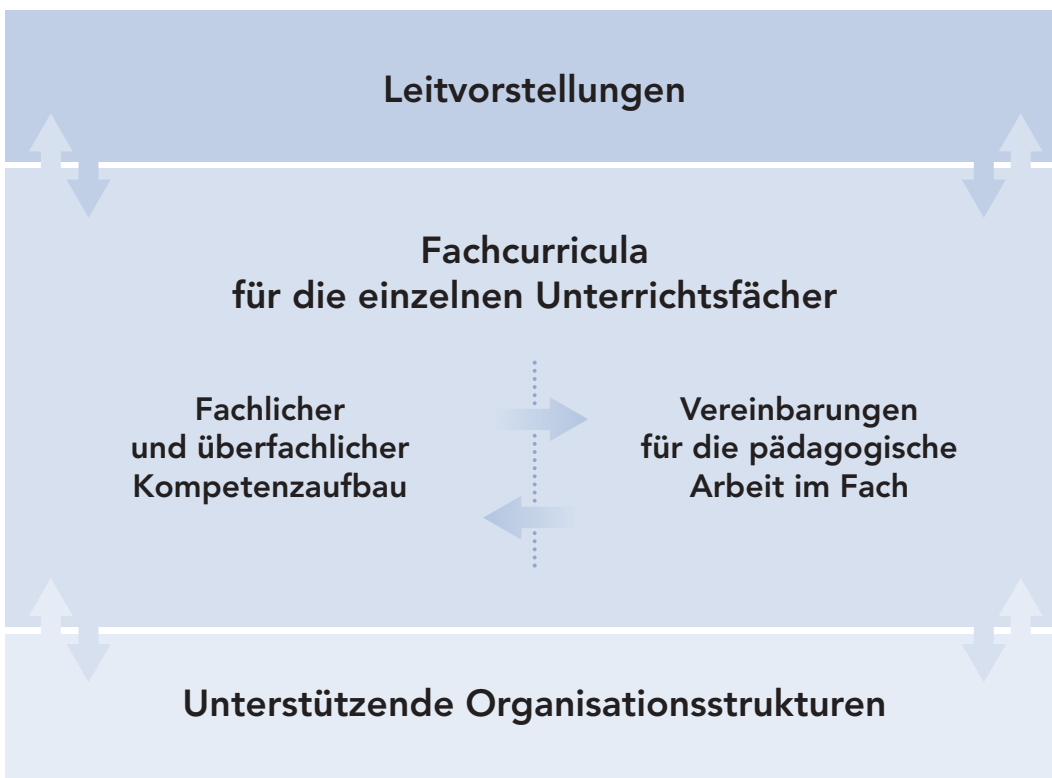 Leitvorstellungen
Fachcurricula
für die einzelnen Unterrichtsfächer
Fachlicher
und überfachlicher
Kompetenzaufbau
Vereinbarungen
für die pädagogische
Arbeit im Fach
Unterstützende Organisationsstrukturen